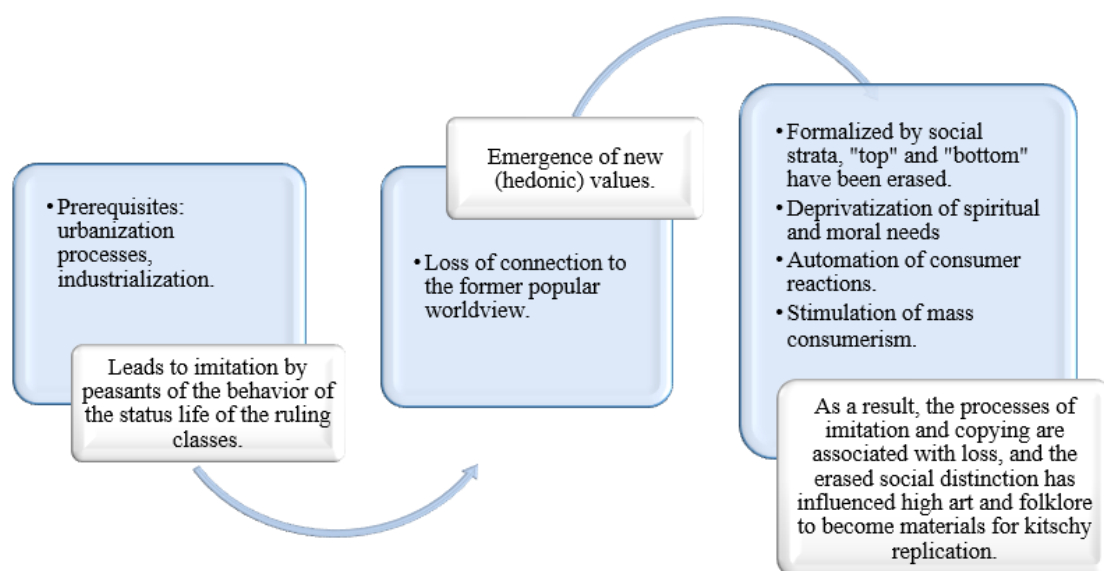 •Prerequisites:
urbanization
processes,
industrialization.
Leads to imitation by
peasants of the behavior of
the status life of the ruling
classes.
Emergence of new
(hedonic) values.
•Loss of connection to
the former popular
worldview.
•Formalized by social
strata, "top" and "bottom"
have been erased.
•Deprivatization of spiritual
and moral needs
•Automation of consumer
reactions.
•Stimulation of mass
consumerism.
As a result, the processes of
imitation and copying are
associated with loss, and the
erased social distinction has
influenced high art and folklore
to become materials for kitschy
replication.